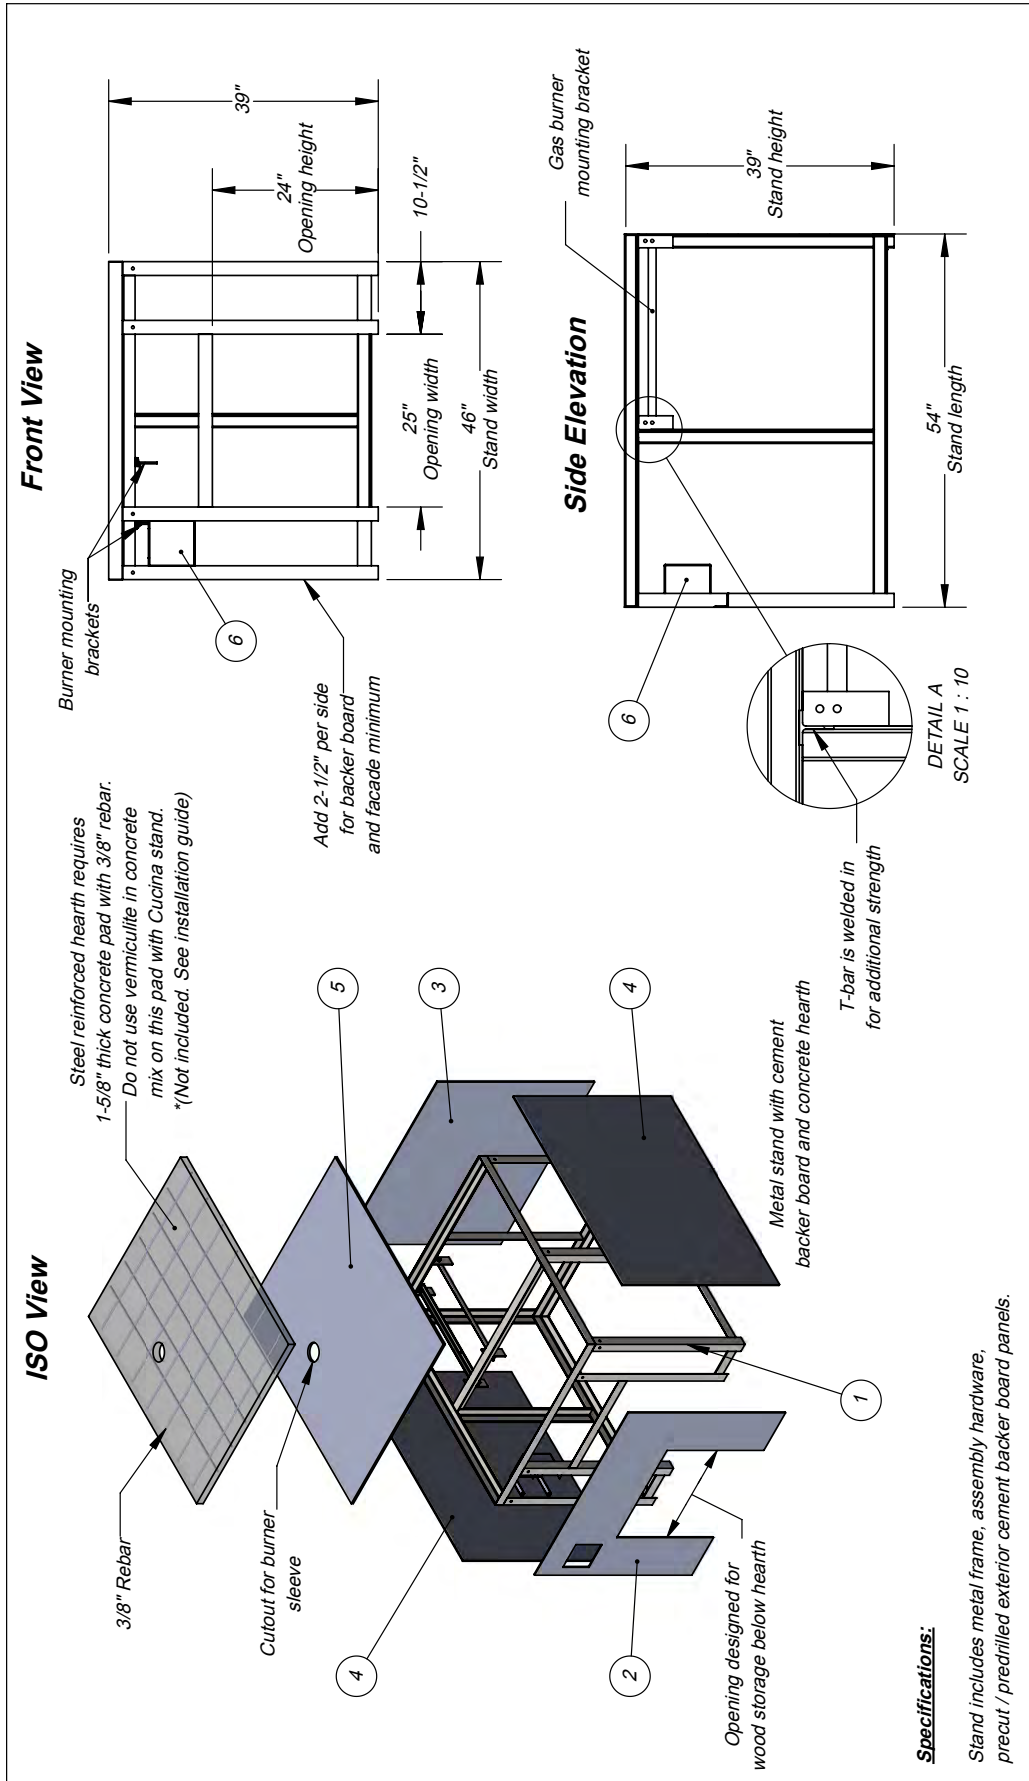 ISO View
Steel reinforced hearth requires
1-5/8" thick concrete pad with 3/8" rebar.
Do not use vermiculite in concrete
mix on this pad with Cucina stand.
*(Not included. See installation guide)
3/8" Rebar
Cutout for burner
sleeve
5
3
4
4
2
1
Opening designed for
wood storage below hearth
Metal stand with cement
backer board and concrete hearth
Front View
Burner mounting
brackets
6
39"
24"
Opening height
10-1/2"
25"
Opening width
46"
Stand width
Add 2-1/2" per side
for backer board
and facade minimum
Side Elevation
Gas burner
mounting bracket
6
39"
Stand height
54"
Stand length
DETAIL A
SCALE 1 : 10
T-bar is welded in
for additional strength
Specifications:
Stand includes metal frame, assembly hardware,
precut / predrilled exterior cement backer board panels.